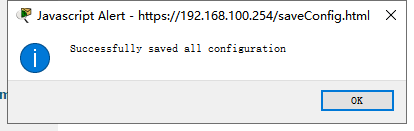 Javascript Alert - https://192.168.100.254/saveConfig.html
Successfully saved all configuration
OK